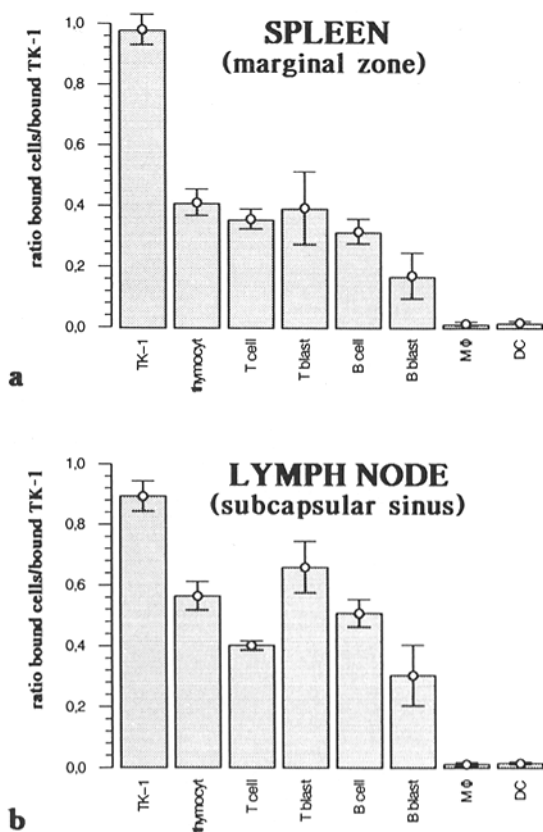 SPLEEN
(marginal zone)
ratio bound cells/bound TK-1
1,0
0,8
0,6
0,4
0,2
0,0
TK-1
thymocyt
T cell
T blast
B cell
B blast
MΦ
DC
a
LYMPH NODE
(subcapsular sinus)
ratio bound cells/bound TK-1
1,0
0,8
0,6
0,4
0,2
0,0
TK-1
thymocyt
T cell
T blast
B cell
B blast
MΦ
DC
b